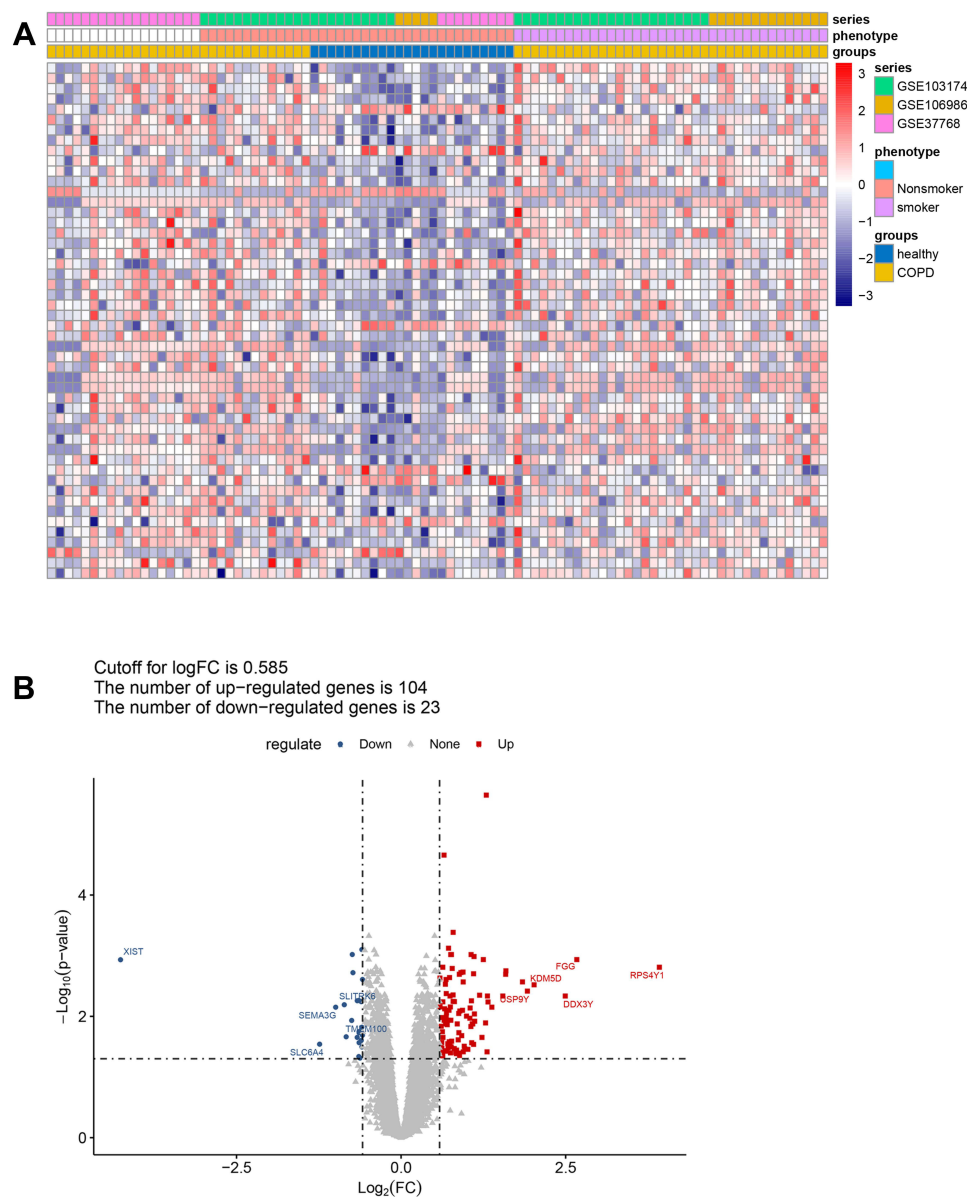 A
series
phenotype
groups
series
GSE103174
GSE106986
GSE37768
phenotype
Nonsmoker
smoker
groups
healthy
COPD
3
2
1
0
−1
−2
−3
B
Cutoff for logFC is 0.585
The number of up−regulated genes is 104
The number of down−regulated genes is 23
regulate Down None Up
−Log10(p−value)
4
2
0
XIST
SLITRK6
SEMA3G
TMEM100
SLC6A4
FGG
RPS4Y1
KDM5D
USP9Y
DDX3Y
−2.5 0.0 2.5
Log2(FC)